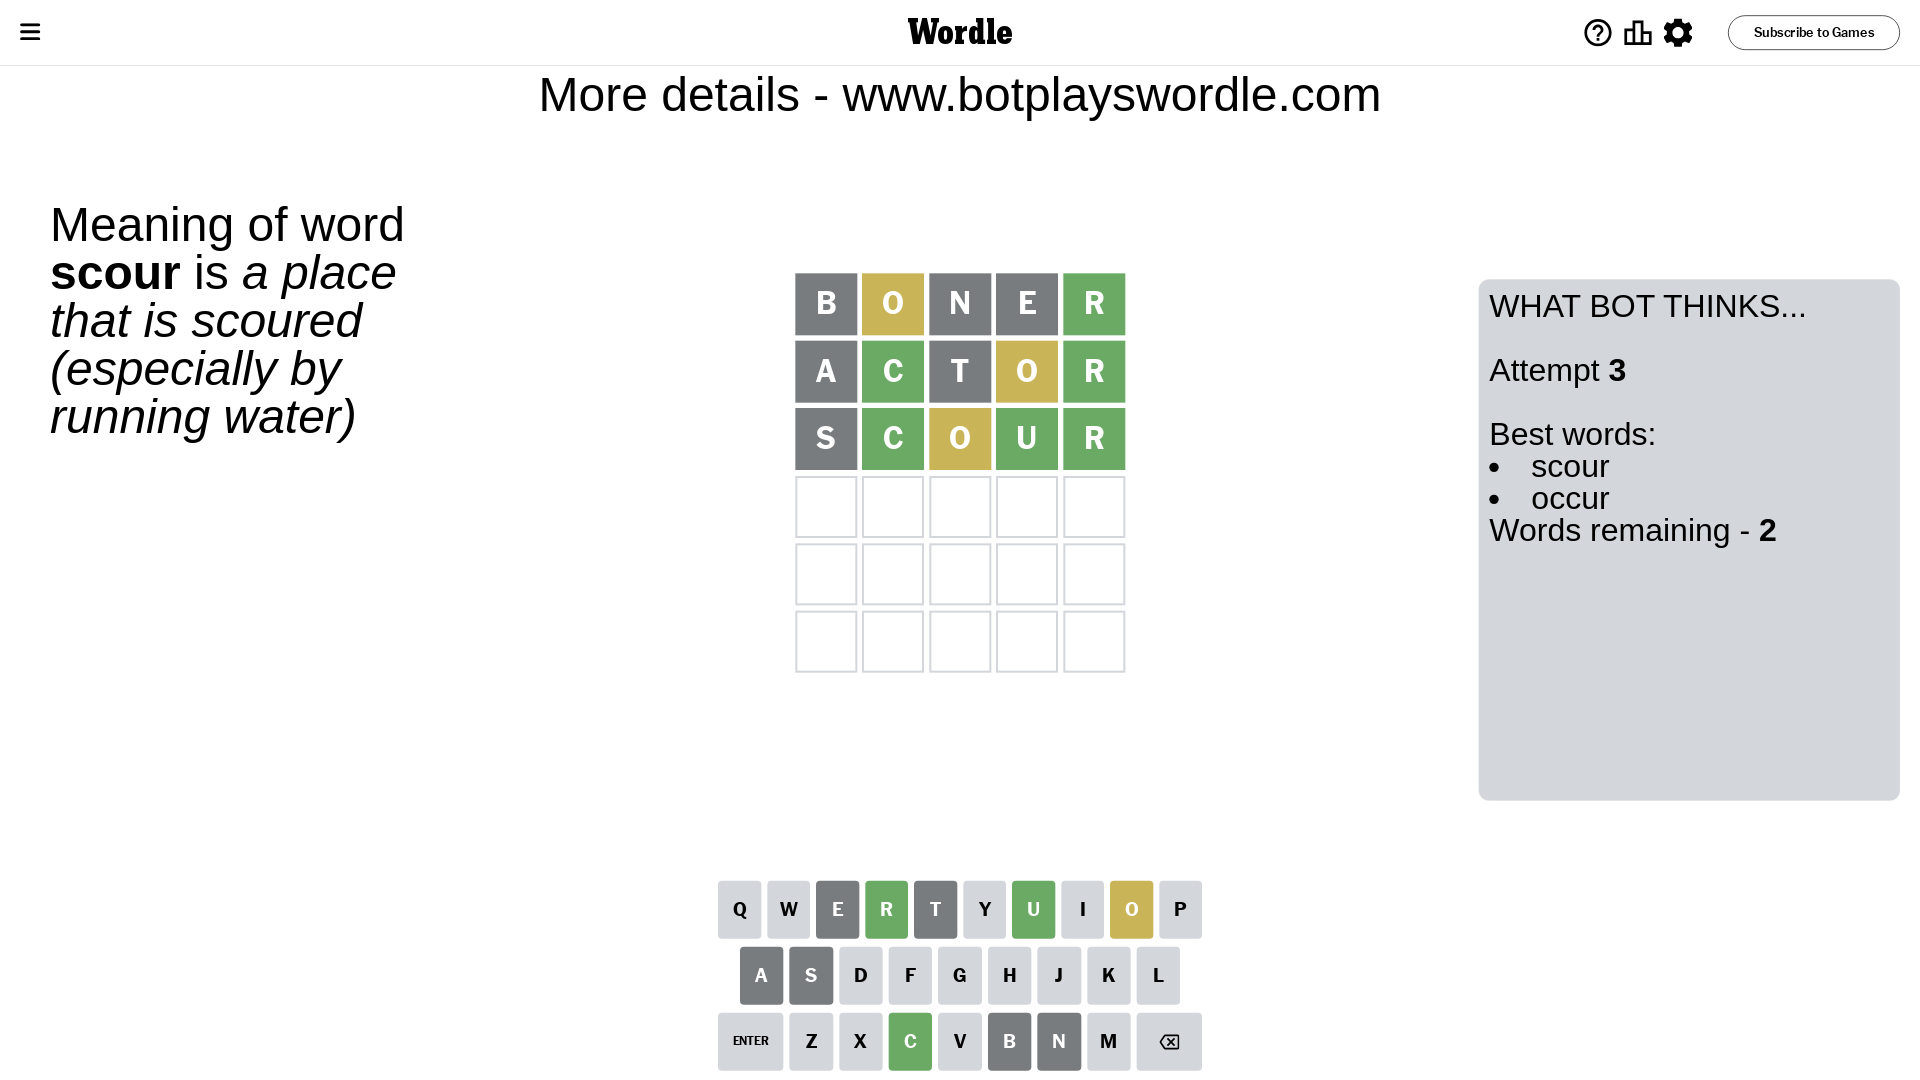 Wordle
Subscribe to Games
More details - www.botplayswordle.com
Meaning of word
scour is a place
that is scoured
(especially by
running water)
B O N E R
A C T O R
S C O U R
WHAT BOT THINKS...
Attempt 3
Best words:
• scour
• occur
Words remaining - 2
Q W E R T Y U I O P
A S D F G H J K L
ENTER Z X C V B N M